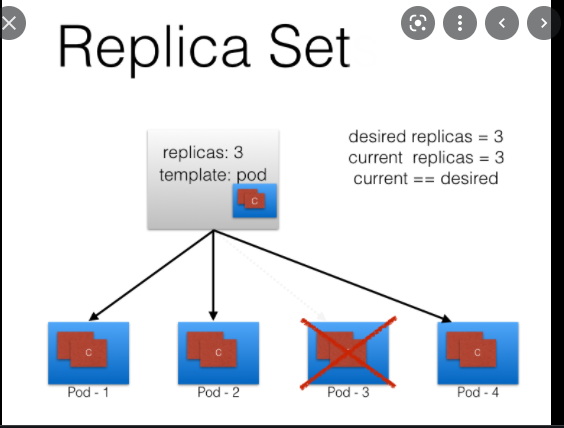 Replica Set
replicas: 3
template: pod
C
desired replicas = 3
current replicas = 3
current == desired
C
C
C
Pod - 1
Pod - 2
Pod - 3
Pod - 4